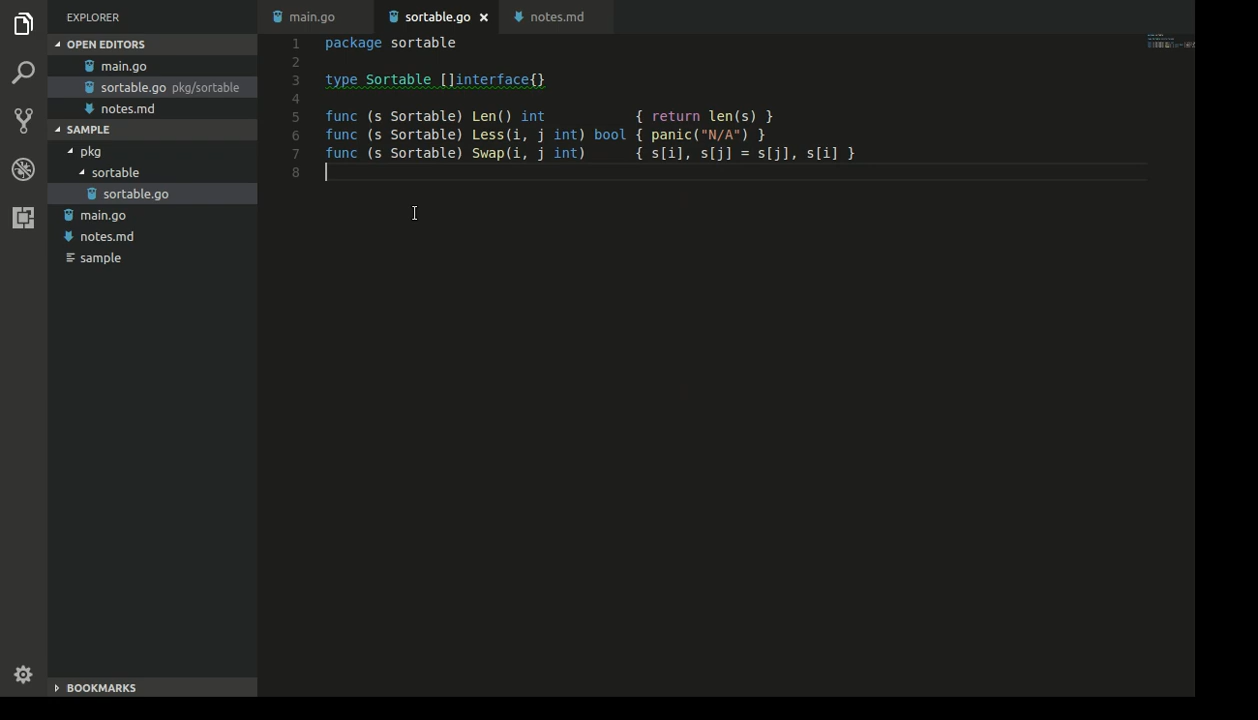 EXPLORER
OPEN EDITORS
main.go
sortable.go pkg/sortable
notes.md
SAMPLE
pkg
sortable
sortable.go
main.go
notes.md
sample
BOOKMARKS
main.go sortable.go notes.md
1 package sortable
2
3 type Sortable []interface{}
4
5 func (s Sortable) Len() int           { return len(s) }
6 func (s Sortable) Less(i, j int) bool { panic("N/A") }
7 func (s Sortable) Swap(i, j int)      { s[i], s[j] = s[j], s[i] }
8